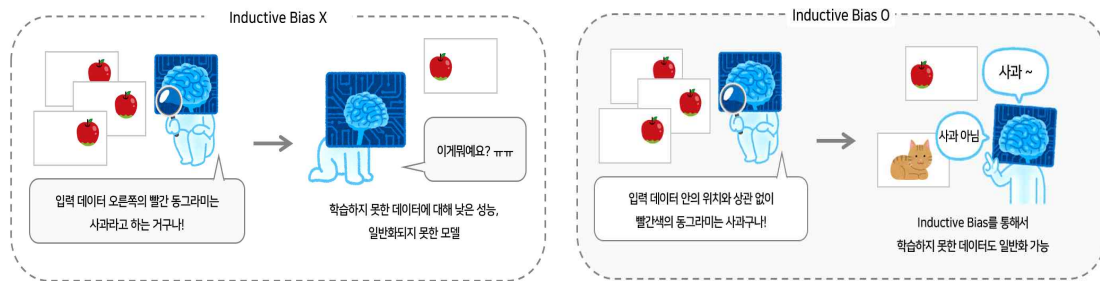 Inductive Bias X
입력 데이터 오른쪽의 빨간 동그라미는
사과라고 하는 거구나!
이게뭐예요? ㅠㅠ
학습하지 못한 데이터에 대해 낮은 성능,
일반화되지 못한 모델
Inductive Bias O
입력 데이터 안의 위치와 상관 없이
빨간색의 동그라미는 사과구나!
사과 ~
사과 아님
Inductive Bias를 통해서
학습하지 못한 데이터도 일반화 가능